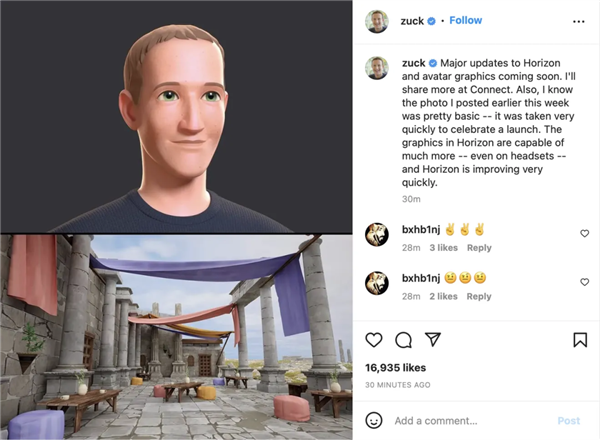 zuck • Follow
zuck Major updates to Horizon
and avatar graphics coming soon. I'll
share more at Connect. Also, I know
the photo I posted earlier this week
was pretty basic -- it was taken very
quickly to celebrate a launch. The
graphics in Horizon are capable of
much more -- even on headsets --
and Horizon is improving very
quickly.
30m
bxhb1nj ✌️✌️✌️
28m 3 likes Reply
bxhb1nj 😉😉😉
28m 2 likes Reply
16,935 likes
30 MINUTES AGO
Add a comment... Post